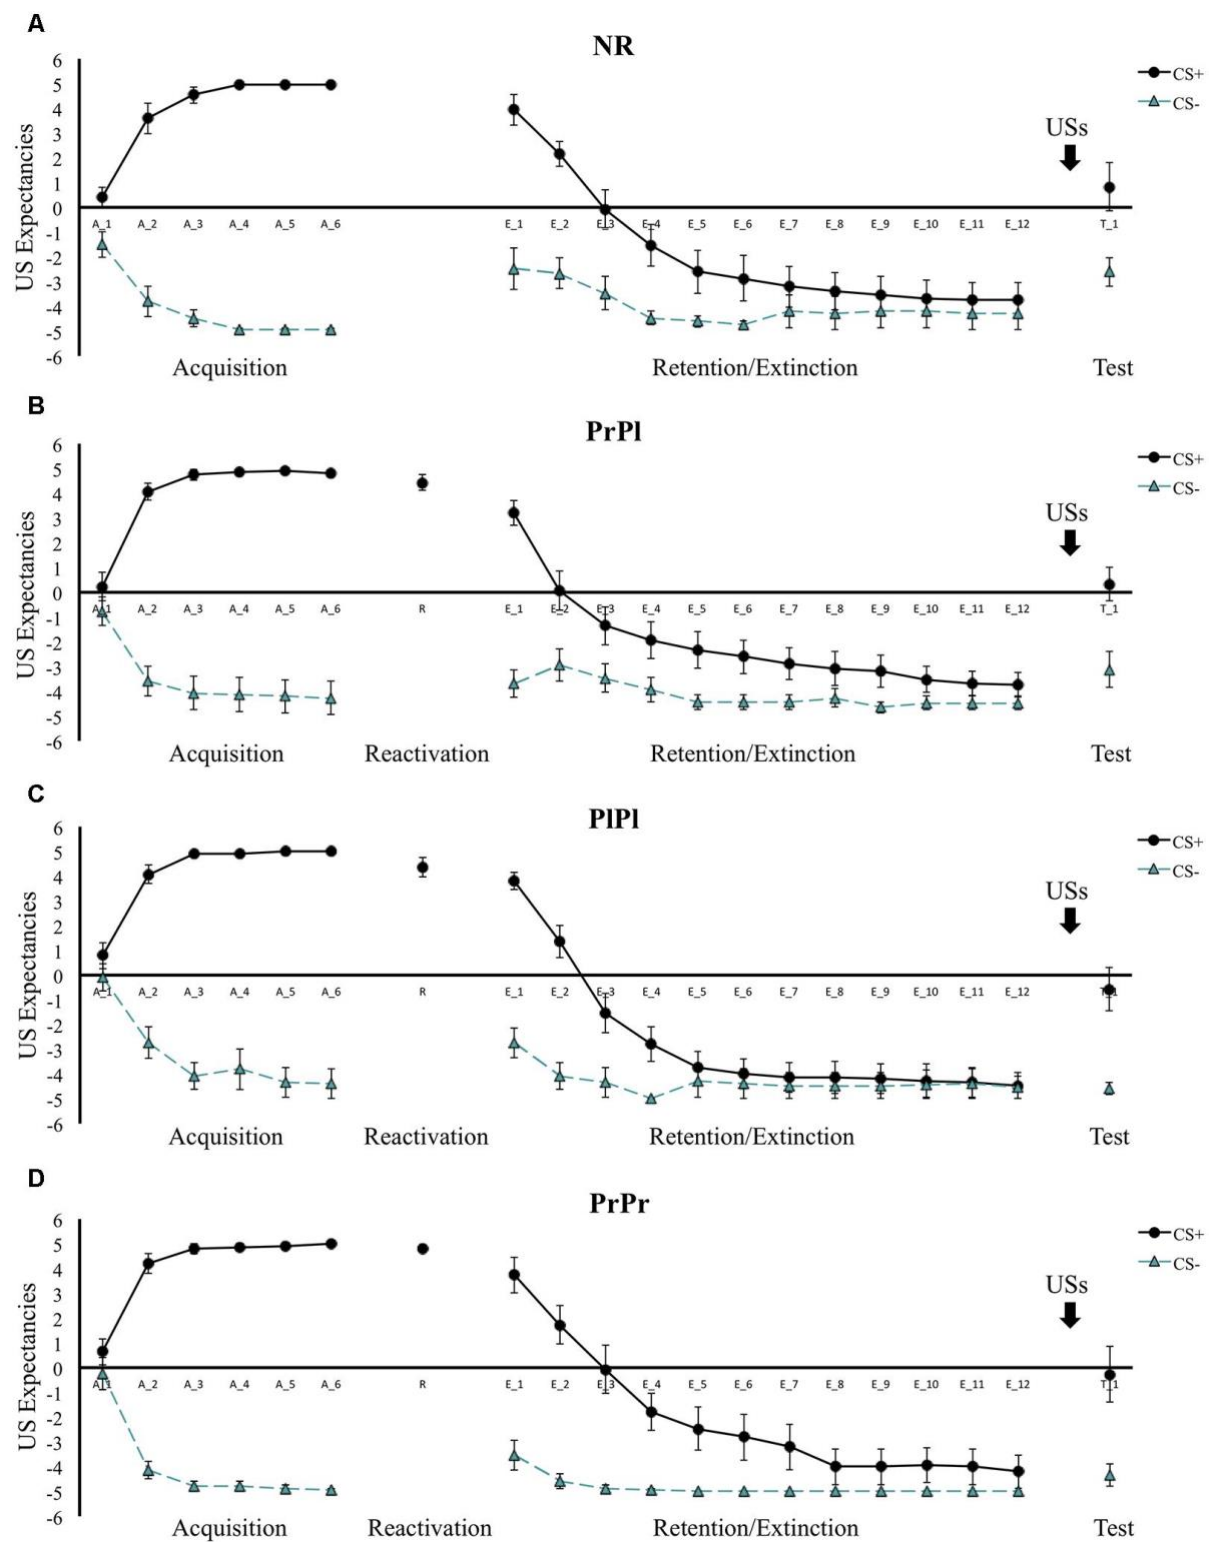 A
NR
6
5
4
3
2
1
0
-1
-2
-3
-4
-5
-6
US Expectancies
A_1 A_2 A_3 A_4 A_5 A_6 E_1 E_2 E_3 E_4 E_5 E_6 E_7 E_8 E_9 E_10 E_11 E_12 T_1
CS+
CS-
USs
Acquisition Retention/Extinction Test
B
PrPl
6
5
4
3
2
1
0
-1
-2
-3
-4
-5
-6
US Expectancies
A_1 A_2 A_3 A_4 A_5 A_6 R E_1 E_2 E_3 E_4 E_5 E_6 E_7 E_8 E_9 E_10 E_11 E_12 T_1
CS+
CS-
USs
Acquisition Reactivation Retention/Extinction Test
C
PlPl
6
5
4
3
2
1
0
-1
-2
-3
-4
-5
-6
US Expectancies
A_1 A_2 A_3 A_4 A_5 A_6 R E_1 E_2 E_3 E_4 E_5 E_6 E_7 E_8 E_9 E_10 E_11 E_12 T_1
CS+
CS-
USs
Acquisition Reactivation Retention/Extinction Test
D
PrPr
6
5
4
3
2
1
0
-1
-2
-3
-4
-5
-6
US Expectancies
A_1 A_2 A_3 A_4 A_5 A_6 R E_1 E_2 E_3 E_4 E_5 E_6 E_7 E_8 E_9 E_10 E_11 E_12 T_1
CS+
CS-
USs
Acquisition Reactivation Retention/Extinction Test